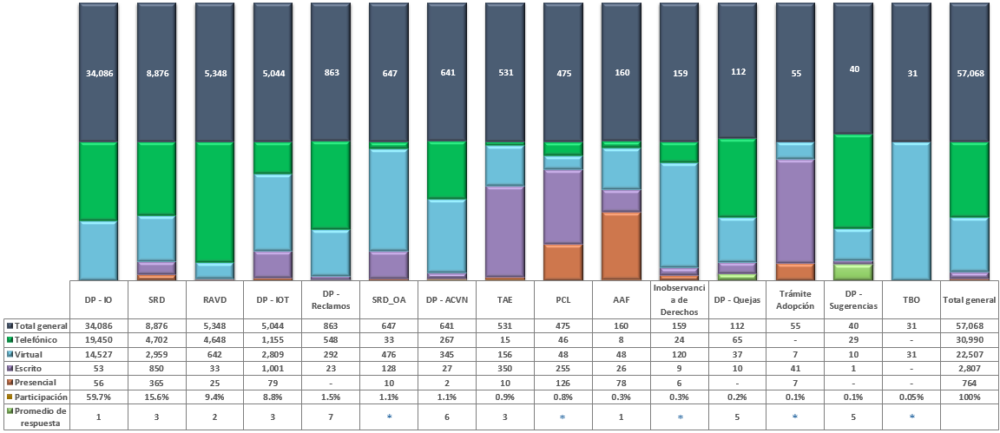 34,086 8,876 5,348 5,044 863 647 641 531 475 160 159 112 55 40 31 57,068
DP - IO SRD RAVD DP - IOT DP - Reclamos SRD_OA DP - ACVN TAE PCL AAF Inobservancia de Derechos DP - Quejas Trámite Adopción DP - Sugerencias TBO Total general
Total general 34,086 8,876 5,348 5,044 863 647 641 531 475 160 159 112 55 40 31 57,068
Telefónico 19,450 4,702 4,648 1,155 548 33 267 15 46 8 24 65 - 29 - 30,990
Virtual 14,527 2,959 642 2,809 292 476 345 156 48 48 120 37 7 10 31 22,507
Escrito 53 850 33 1,001 23 128 27 350 255 26 9 10 41 1 - 2,807
Presencial 56 365 25 79 - 10 2 10 126 78 6 - 7 - - 764
Participación 59.7% 15.6% 9.4% 8.8% 1.5% 1.1% 1.1% 0.9% 0.8% 0.3% 0.3% 0.2% 0.1% 0.1% 0.05% 100%
Promedio de respuesta 1 3 2 3 7 * 6 3 * 1 * 5 * 5 *